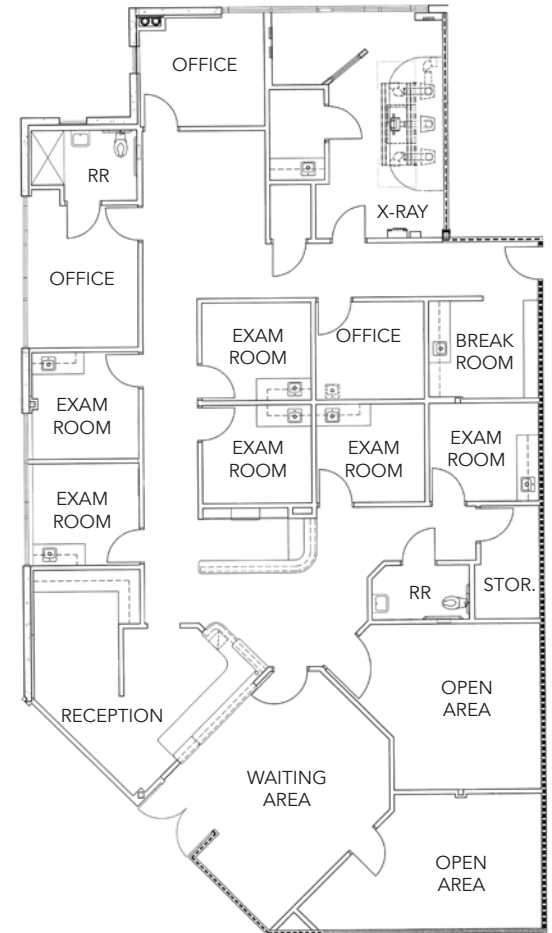 OFFICE
RR
X-RAY
OFFICE
EXAM
ROOM
OFFICE
BREAK
ROOM
EXAM
ROOM
EXAM
ROOM
EXAM
ROOM
EXAM
ROOM
EXAM
ROOM
RR
STOR.
RECEPTION
OPEN
AREA
WAITING
AREA
OPEN
AREA